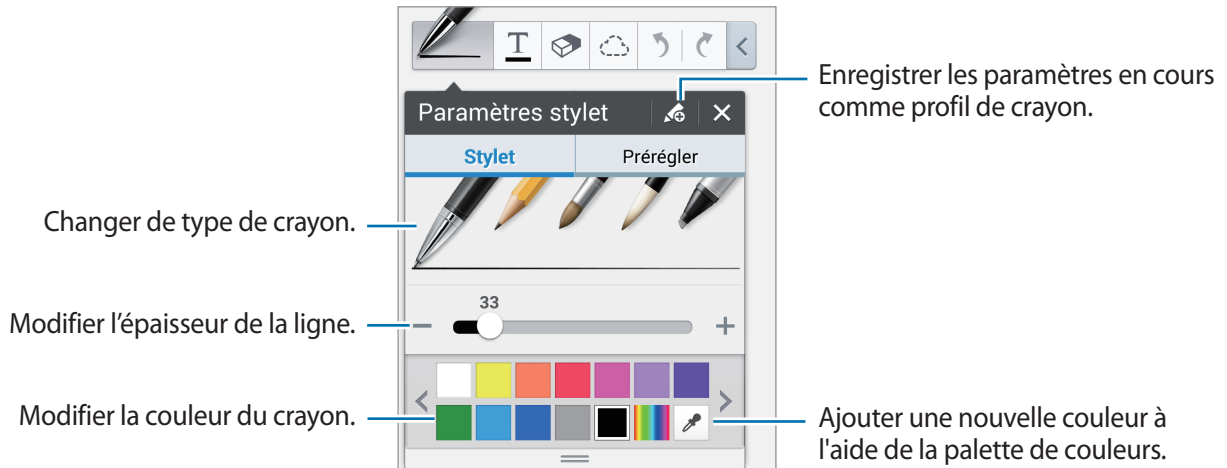 T
Enregistrer les paramètres en cours
comme profil de crayon.
Paramètres stylet
Stylet
Prérégler
Changer de type de crayon.
33
Modifier l'épaisseur de la ligne.
Modifier la couleur du crayon.
Ajouter une nouvelle couleur à
l'aide de la palette de couleurs.